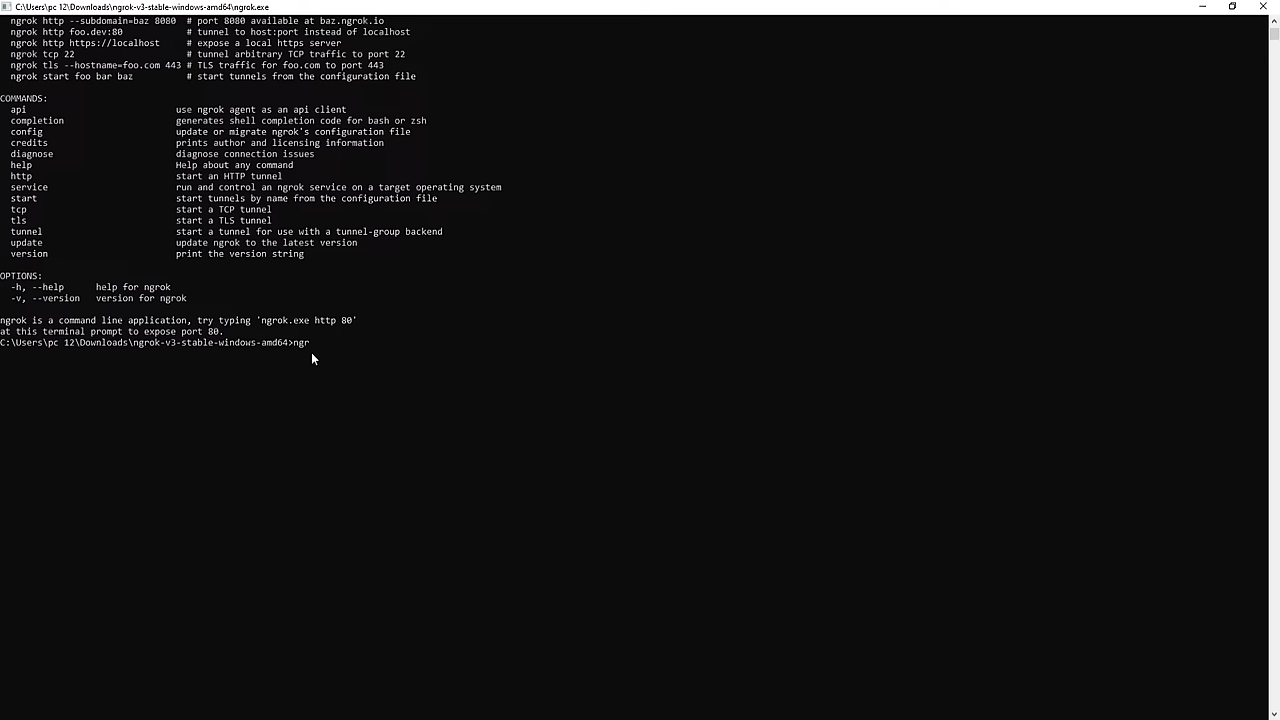 C:\Users\pc 12\Downloads\ngrok-v3-stable-windows-amd64\ngrok.exe
ngrok http --subdomain=baz 8080 # port 8080 available at baz.ngrok.io
ngrok http foo.dev:80 # tunnel to host:port instead of localhost
ngrok http https://localhost # expose a local https server
ngrok tcp 22 # tunnel arbitrary TCP traffic to port 22
ngrok tls --hostname=foo.com 443 # TLS traffic for foo.com to port 443
ngrok start foo bar baz # start tunnels from the configuration file
COMMANDS:
api use ngrok agent as an api client
completion generates shell completion code for bash or zsh
config update or migrate ngrok's configuration file
credits prints author and licensing information
diagnose diagnose connection issues
help Help about any command
http start an HTTP tunnel
service run and control an ngrok service on a target operating system
start start tunnels by name from the configuration file
tcp start a TCP tunnel
tls start a TLS tunnel
tunnel start a tunnel for use with a tunnel-group backend
update update ngrok to the latest version
version print the version string
OPTIONS:
-h, --help help for ngrok
-v, --version version for ngrok
ngrok is a command line application, try typing 'ngrok.exe http 80'
at this terminal prompt to expose port 80.
C:\Users\pc 12\Downloads\ngrok-v3-stable-windows-amd64>ngr